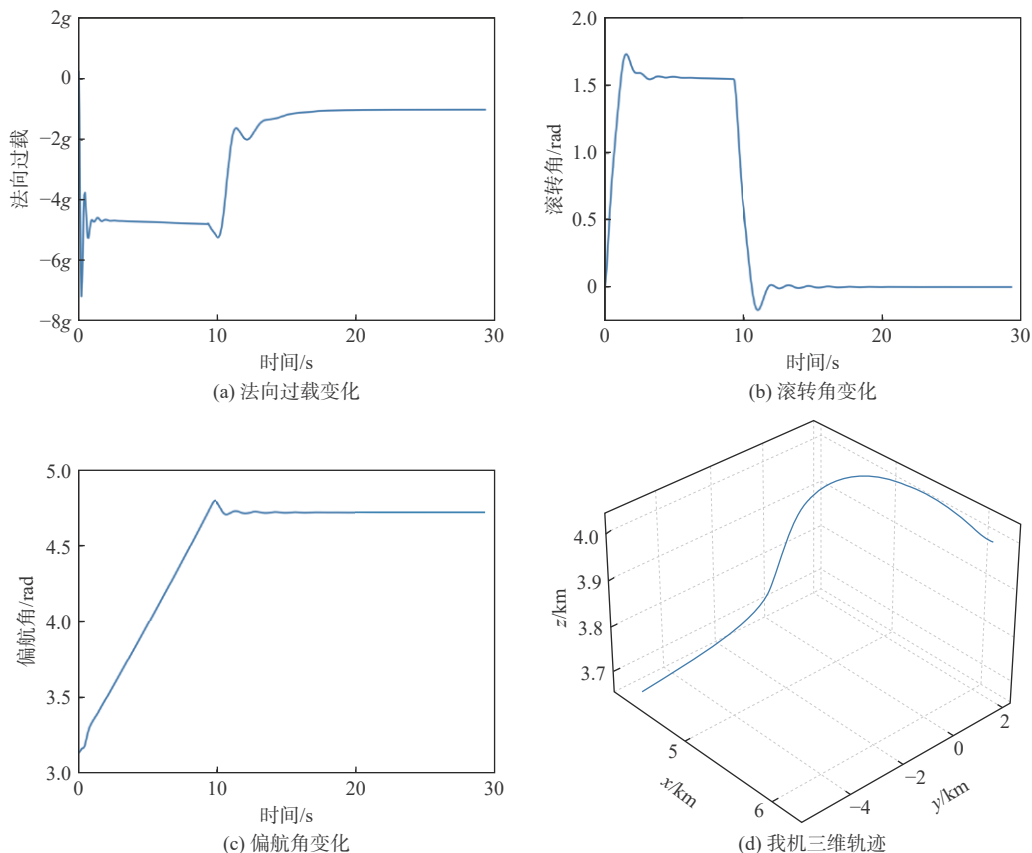 2g
0
−2g
−4g
−6g
−8g
法向过载
0
10
20
30
时间/s
(a) 法向过载变化
2.0
1.5
1.0
0.5
0
滚转角/rad
0
10
20
30
时间/s
(b) 滚转角变化
5.0
4.5
4.0
3.5
3.0
偏航角/rad
0
10
20
30
时间/s
(c) 偏航角变化
4.0
3.9
3.8
3.7
z/km
5
6
x/km
−4
−2
0
2
y/km
(d) 我机三维轨迹